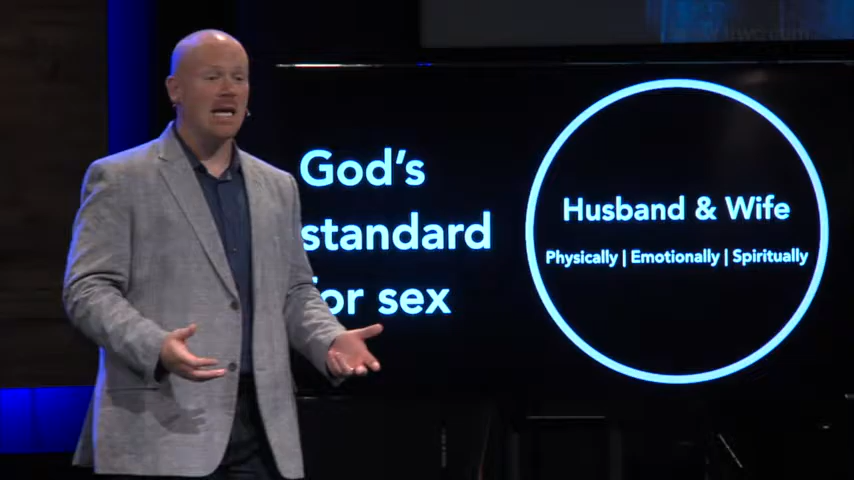 God's
standard
for sex
Husband & Wife
Physically | Emotionally | Spiritually